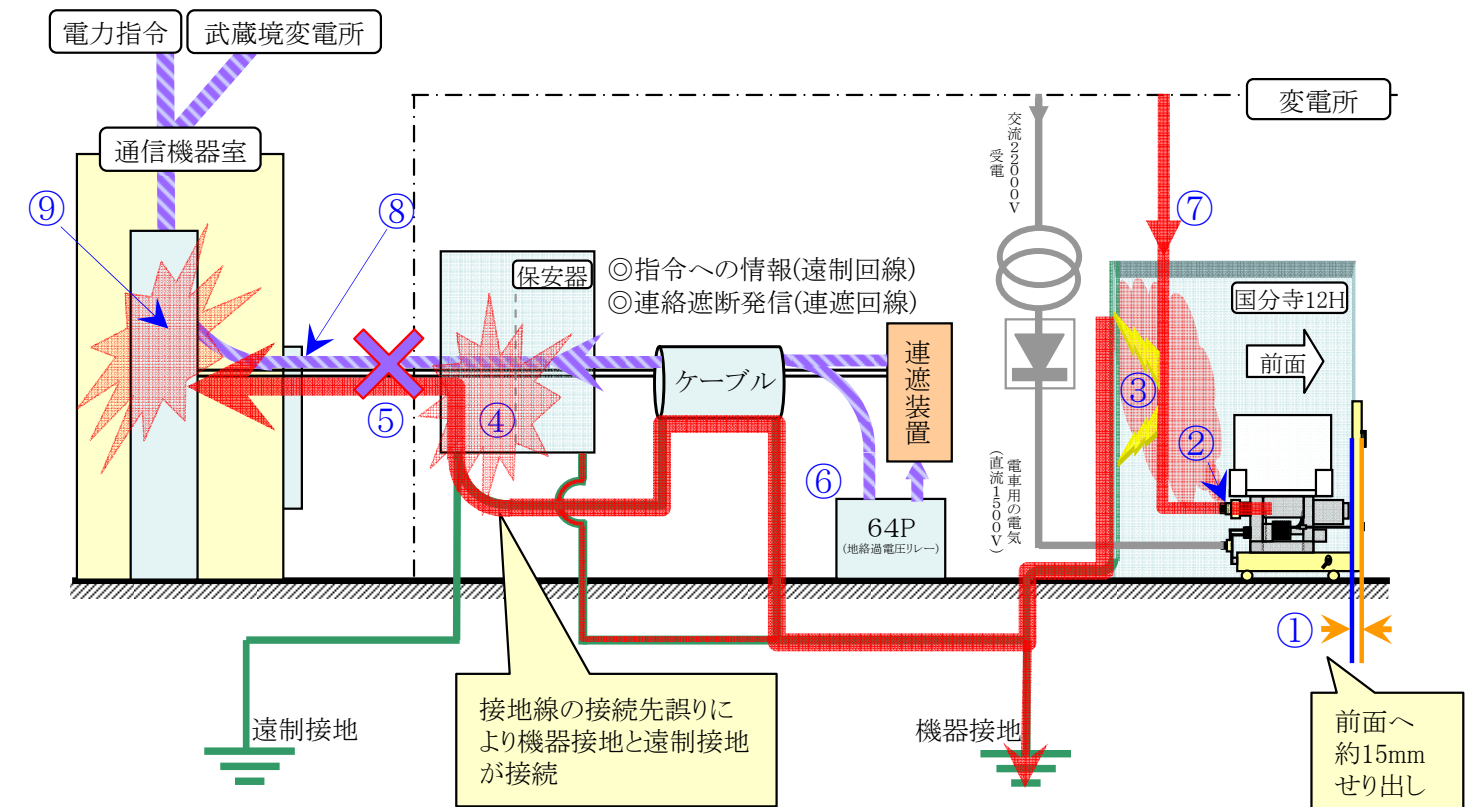 電力指令
武蔵境変電所
変電所
通信機器室
交流22000V
受電
⑨
⑧
⑦
保安器
◎指令への情報(遠制回線)
◎連絡遮断発信(連遮回線)
国分寺12H
前面
連遮装置
ケーブル
③
④
⑤
②
⑥
電車用の電気
(直流1500V)
64P
(地絡過電圧リレー)
①
接地線の接続先誤りに
より機器接地と遠制接地
が接続
遠制接地
機器接地
前面へ
約15mm
せり出し